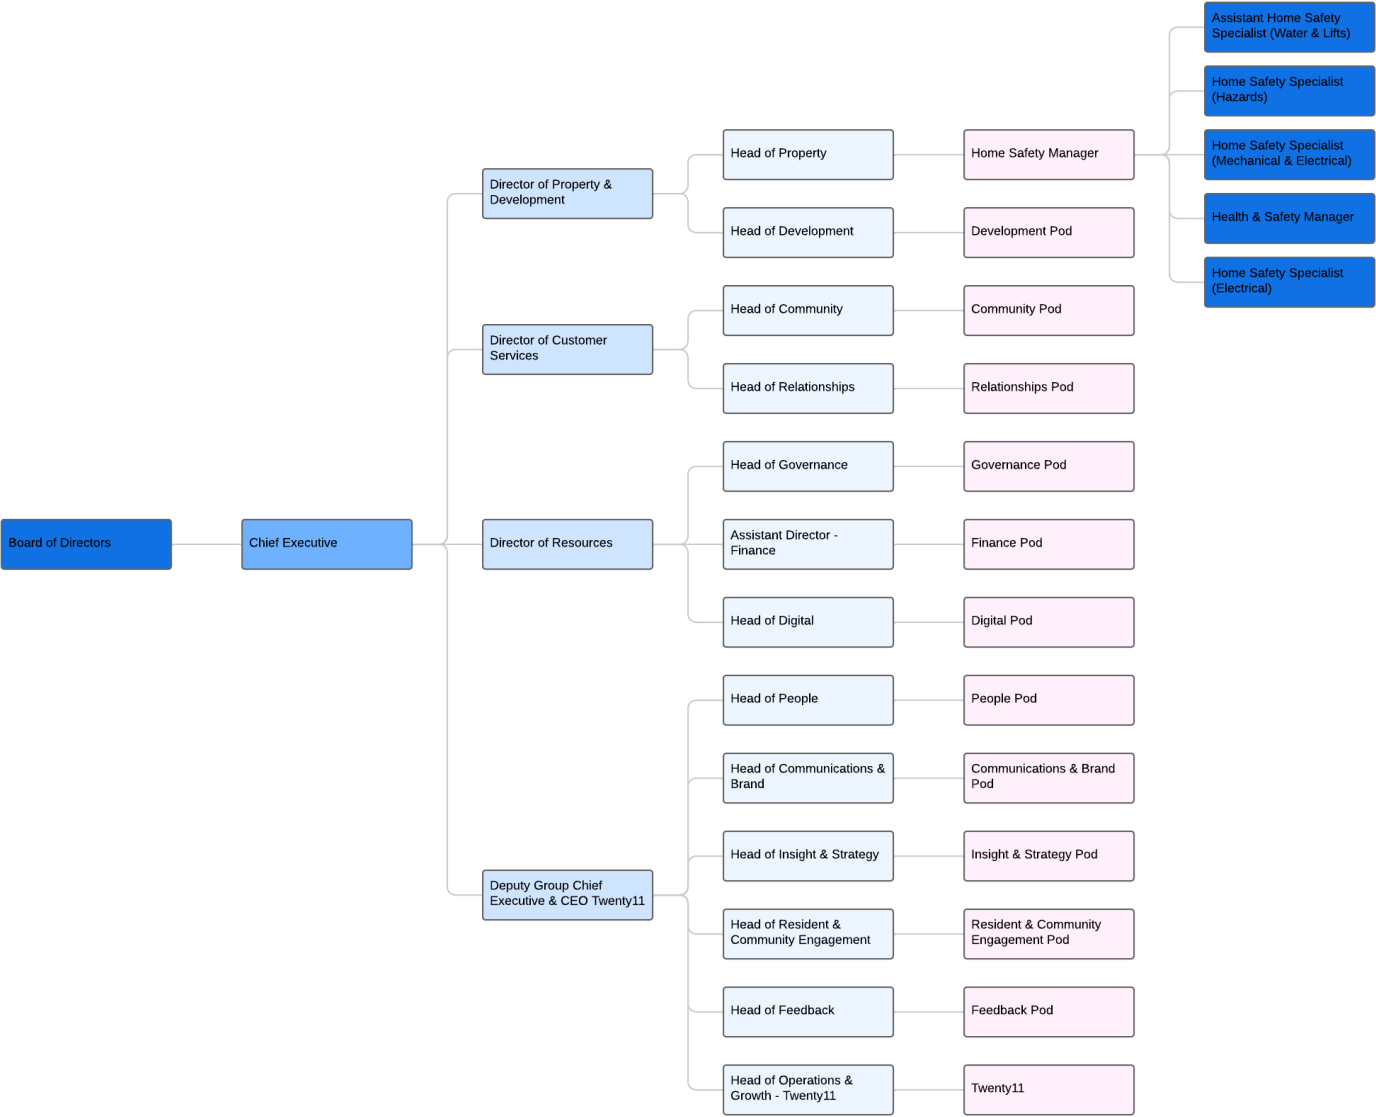 Board of Directors
Chief Executive
Director of Property &
Development
Head of Property
Home Safety Manager
Assistant Home Safety
Specialist (Water & Lifts)
Home Safety Specialist
(Hazards)
Home Safety Specialist
(Mechanical & Electrical)
Health & Safety Manager
Home Safety Specialist
(Electrical)
Head of Development
Development Pod
Director of Customer
Services
Head of Community
Community Pod
Head of Relationships
Relationships Pod
Director of Resources
Head of Governance
Governance Pod
Assistant Director -
Finance
Finance Pod
Head of Digital
Digital Pod
Deputy Group Chief
Executive & CEO Twenty11
Head of People
People Pod
Head of Communications &
Brand
Communications & Brand
Pod
Head of Insight & Strategy
Insight & Strategy Pod
Head of Resident &
Community Engagement
Resident & Community
Engagement Pod
Head of Feedback
Feedback Pod
Head of Operations &
Growth - Twenty11
Twenty11